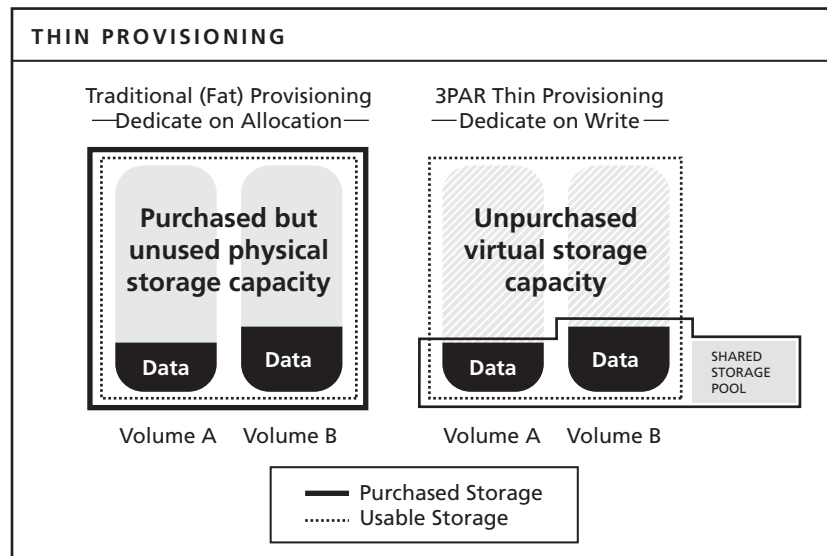 THIN PROVISIONING
Traditional (Fat) Provisioning
Dedicate on Allocation
Purchased but
unused physical
storage capacity
Data
Data
Volume A
Volume B
3PAR Thin Provisioning
Dedicate on Write
Unpurchased
virtual storage
capacity
Data
Data
SHARED
STORAGE
POOL
Volume A
Volume B
Purchased Storage
Usable Storage